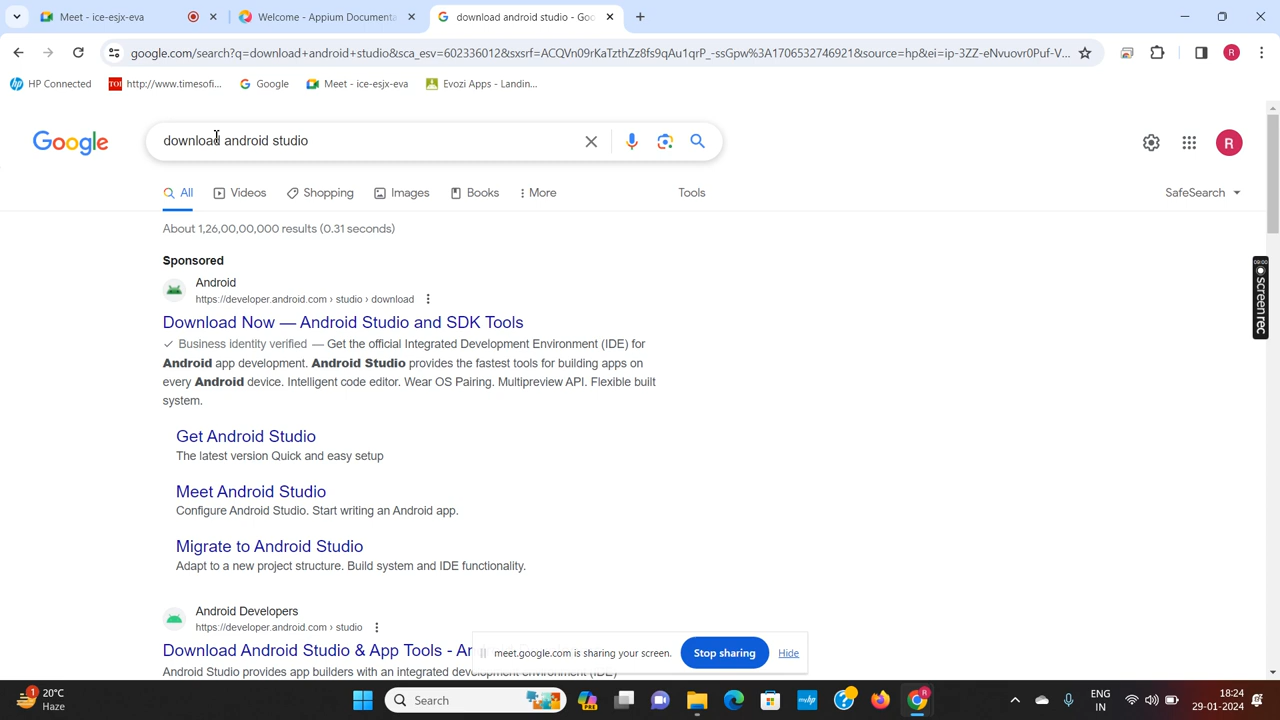 Meet - ice-esjx-eva
Welcome - Appium Documenta
download android studio - Goo
google.com/search?q=download+android+studio&sca_esv=602336012&sxsrf=ACQVn09rKaTzthZz8fs9qAu1qrP_-ssGpw%3A1706532746921&source=hp&ei=ip-3ZZ-eNvuovr0Puf-V...
R
HP Connected
TOI
http://www.timesofi...
Google
Meet - ice-esjx-eva
Evozi Apps - Landin...
Google
download android studio
R
All
Videos
Shopping
Images
Books
More
Tools
SafeSearch
About 1,26,00,00,000 results (0.31 seconds)
Sponsored
Android
https://developer.android.com › studio › download
Download Now — Android Studio and SDK Tools
Business identity verified — Get the official Integrated Development Environment (IDE) for
Android app development. Android Studio provides the fastest tools for building apps on
every Android device. Intelligent code editor. Wear OS Pairing. Multipreview API. Flexible built
system.
Get Android Studio
The latest version Quick and easy setup
Meet Android Studio
Configure Android Studio. Start writing an Android app.
Migrate to Android Studio
Adapt to a new project structure. Build system and IDE functionality.
Android Developers
https://developer.android.com › studio
Download Android Studio & App Tools - An
Android Studio provides app builders with an integrated development environment (IDE)
meet.google.com is sharing your screen.
Stop sharing
Hide
screenrec
1
20°C
Haze
Search
PRE
myhp
R
ENG
IN
18:24
29-01-2024